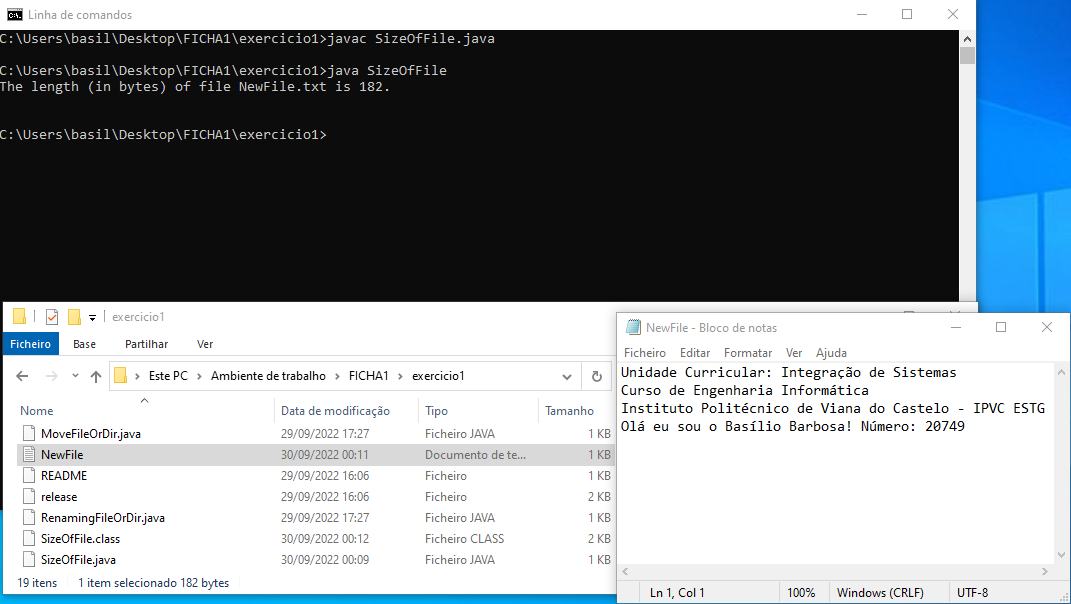 Linha de comandos
C:\Users\basil\Desktop\FICHA1\exercicio1>javac SizeOfFile.java
C:\Users\basil\Desktop\FICHA1\exercicio1>java SizeOfFile
The length (in bytes) of file NewFile.txt is 182.
C:\Users\basil\Desktop\FICHA1\exercicio1>
exercicio1
Ficheiro Base Partilhar Ver
Este PC > Ambiente de trabalho > FICHA1 > exercicio1
Nome Data de modificação Tipo Tamanho
MoveFileOrDir.java 29/09/2022 17:27 Ficheiro JAVA 1 KB
NewFile 30/09/2022 00:11 Documento de te... 1 KB
README 29/09/2022 16:06 Ficheiro 1 KB
release 29/09/2022 16:06 Ficheiro 2 KB
RenamingFileOrDir.java 29/09/2022 17:27 Ficheiro JAVA 1 KB
SizeOfFile.class 30/09/2022 00:12 Ficheiro CLASS 2 KB
SizeOfFile.java 30/09/2022 00:09 Ficheiro JAVA 1 KB
19 itens 1 item selecionado 182 bytes
NewFile - Bloco de notas
Ficheiro Editar Formatar Ver Ajuda
Unidade Curricular: Integração de Sistemas
Curso de Engenharia Informática
Instituto Politécnico de Viana do Castelo - IPVC ESTG
Olá eu sou o Basílio Barbosa! Número: 20749
Ln 1, Col 1 100% Windows (CRLF) UTF-8